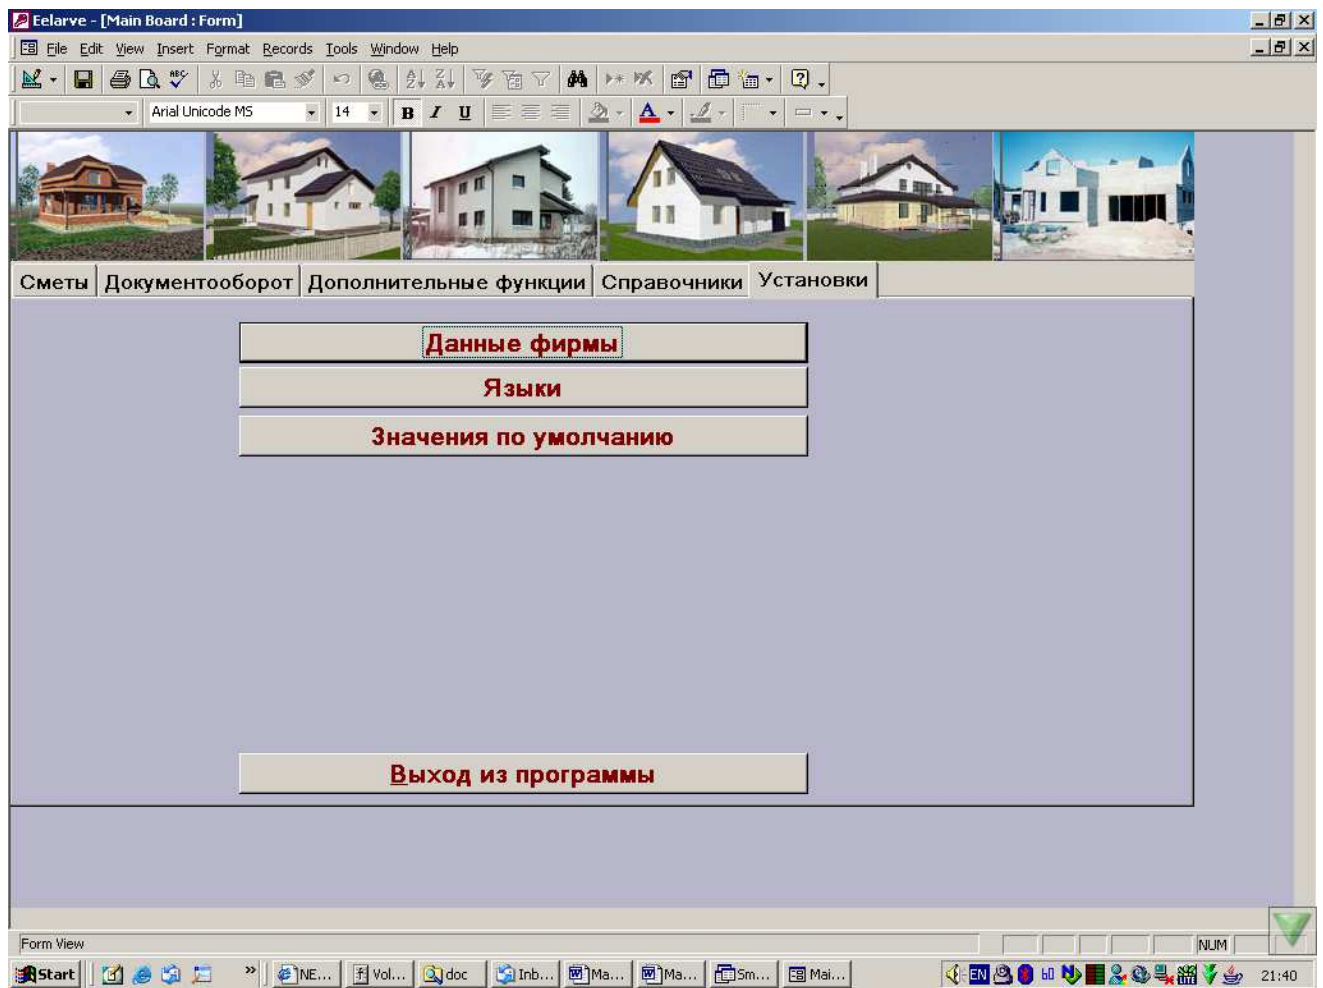 Eelarve - [Main Board : Form]
File Edit View Insert Format Records Tools Window Help
Arial Unicode MS 14 B I U
Сметы Документооборот Дополнительные функции Справочники Установки
Данные фирмы
Языки
Значения по умолчанию
Выход из программы
Form View NUM
Start NE... Vol... doc Inb... Ma... Ma... Sm... Mai... EN 21:40